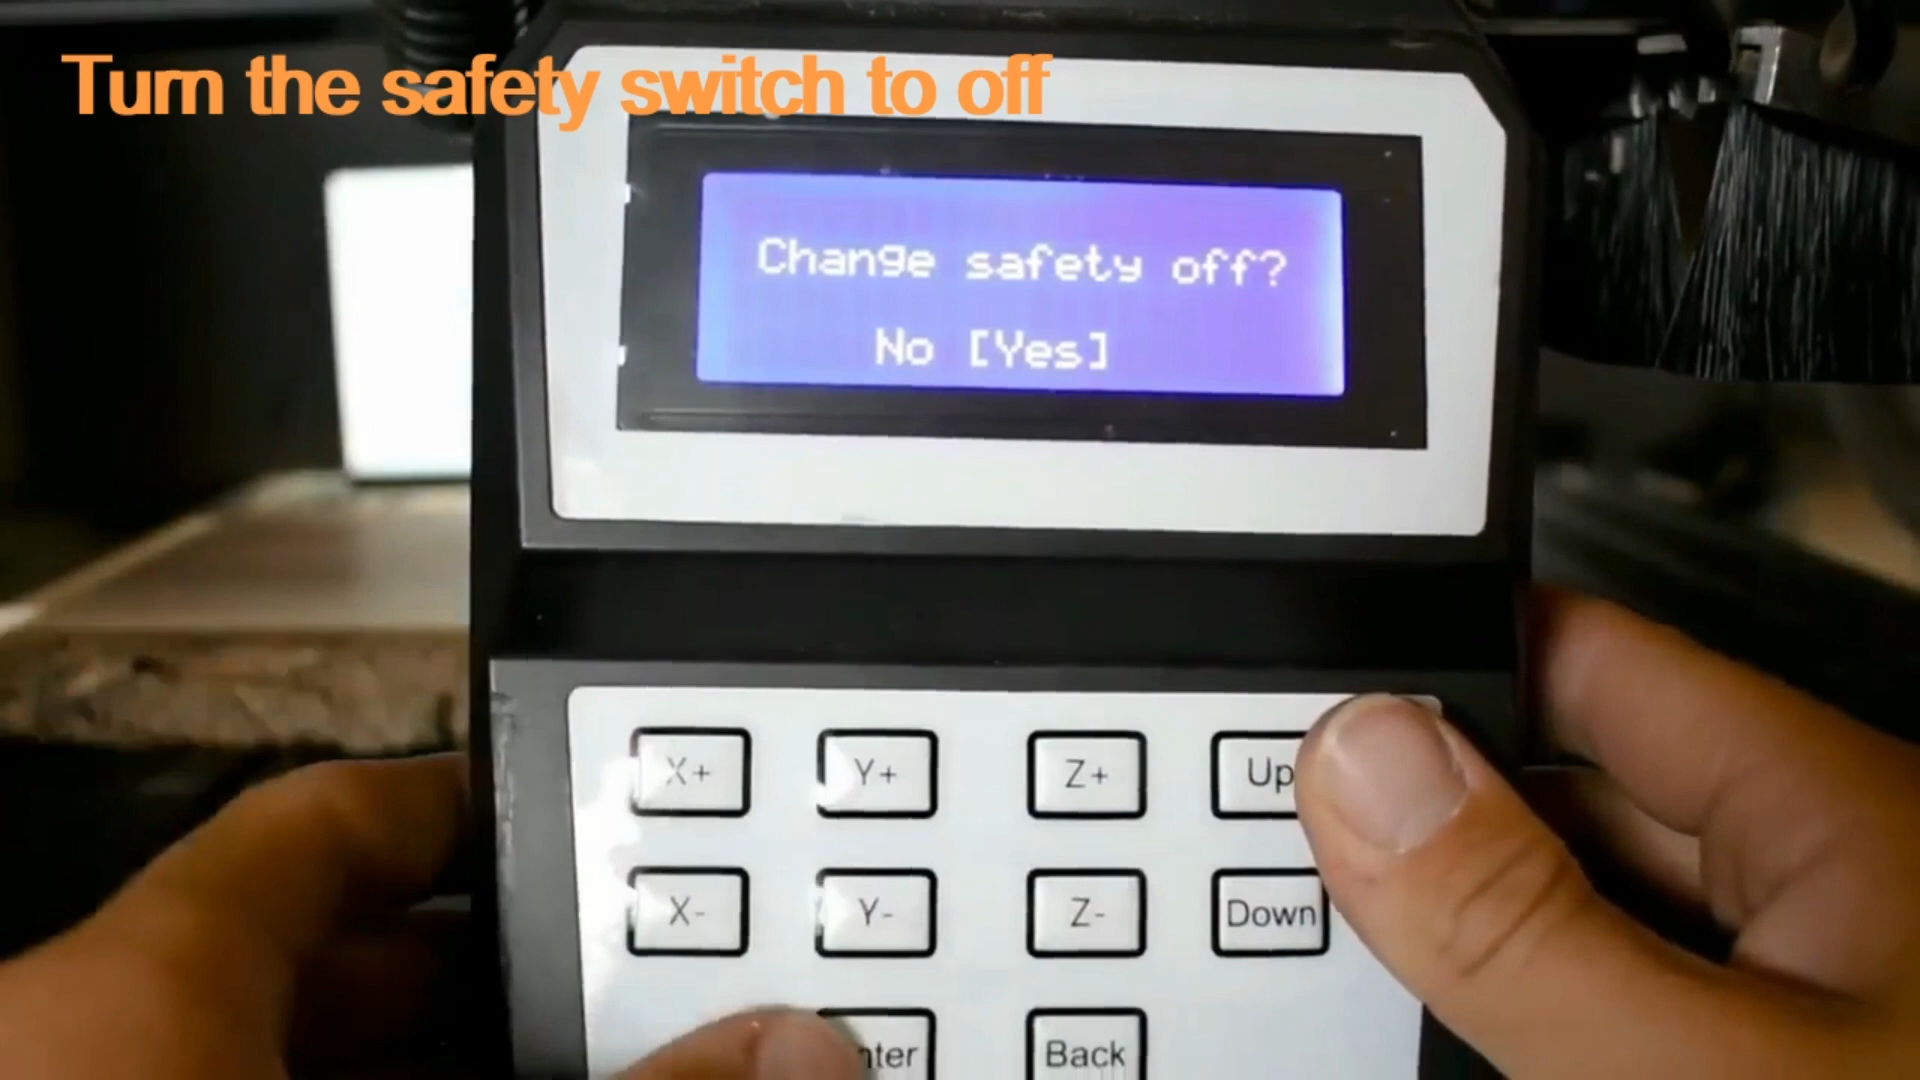 Turn the safety switch to off
Change safety off?
No [Yes]
X+ Y+ Z+ Up
X- Y- Z- Down
Back